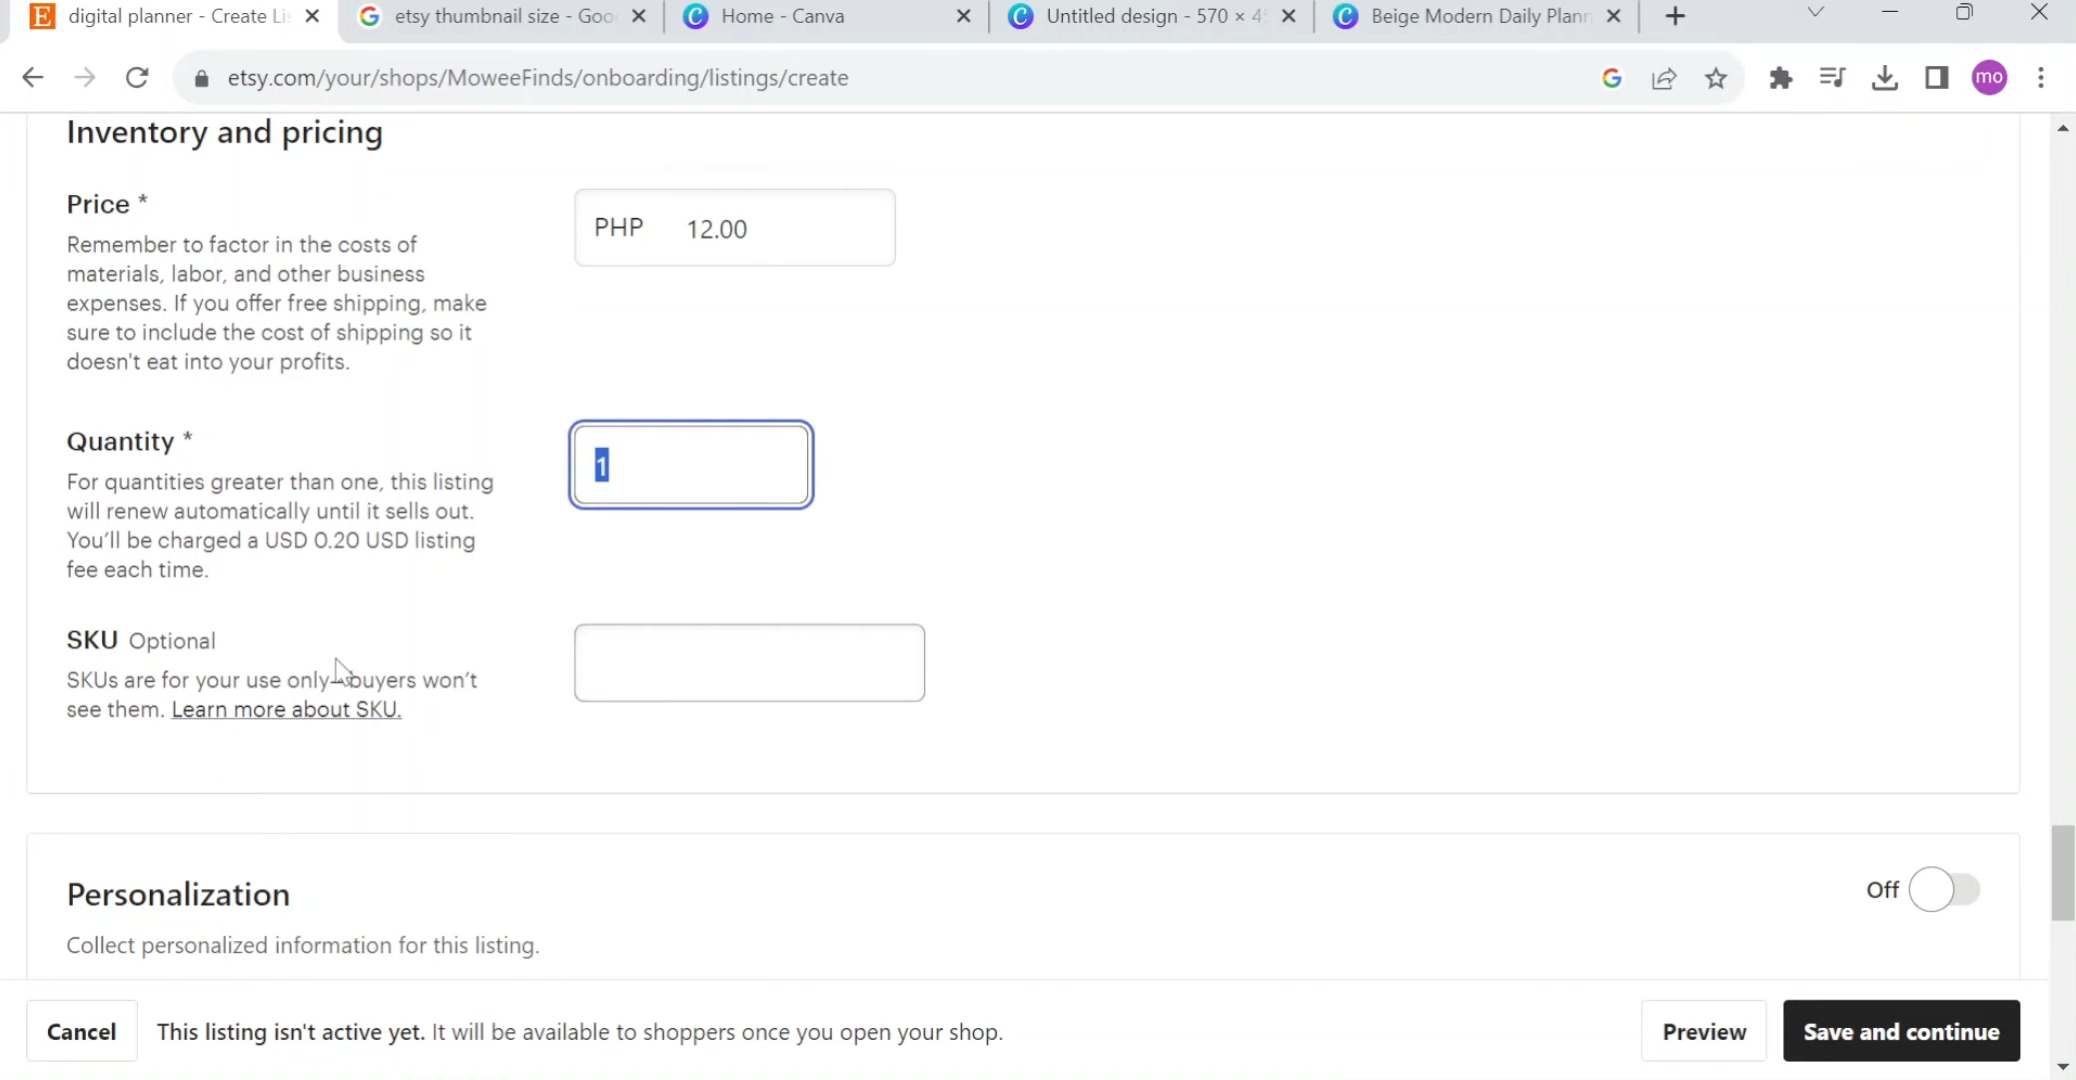 digital planner - Create Li
etsy thumbnail size - Goo
Home - Canva
Untitled design - 570 × 4
Beige Modern Daily Plann
etsy.com/your/shops/MoweeFinds/onboarding/listings/create
mo
Inventory and pricing
Price *
Remember to factor in the costs of
materials, labor, and other business
expenses. If you offer free shipping, make
sure to include the cost of shipping so it
doesn't eat into your profits.
PHP 12.00
Quantity *
For quantities greater than one, this listing
will renew automatically until it sells out.
You'll be charged a USD 0.20 USD listing
fee each time.
1
SKU Optional
SKUs are for your use only—buyers won't
see them. Learn more about SKU.
Personalization
Off
Collect personalized information for this listing.
Cancel
This listing isn't active yet. It will be available to shoppers once you open your shop.
Preview
Save and continue